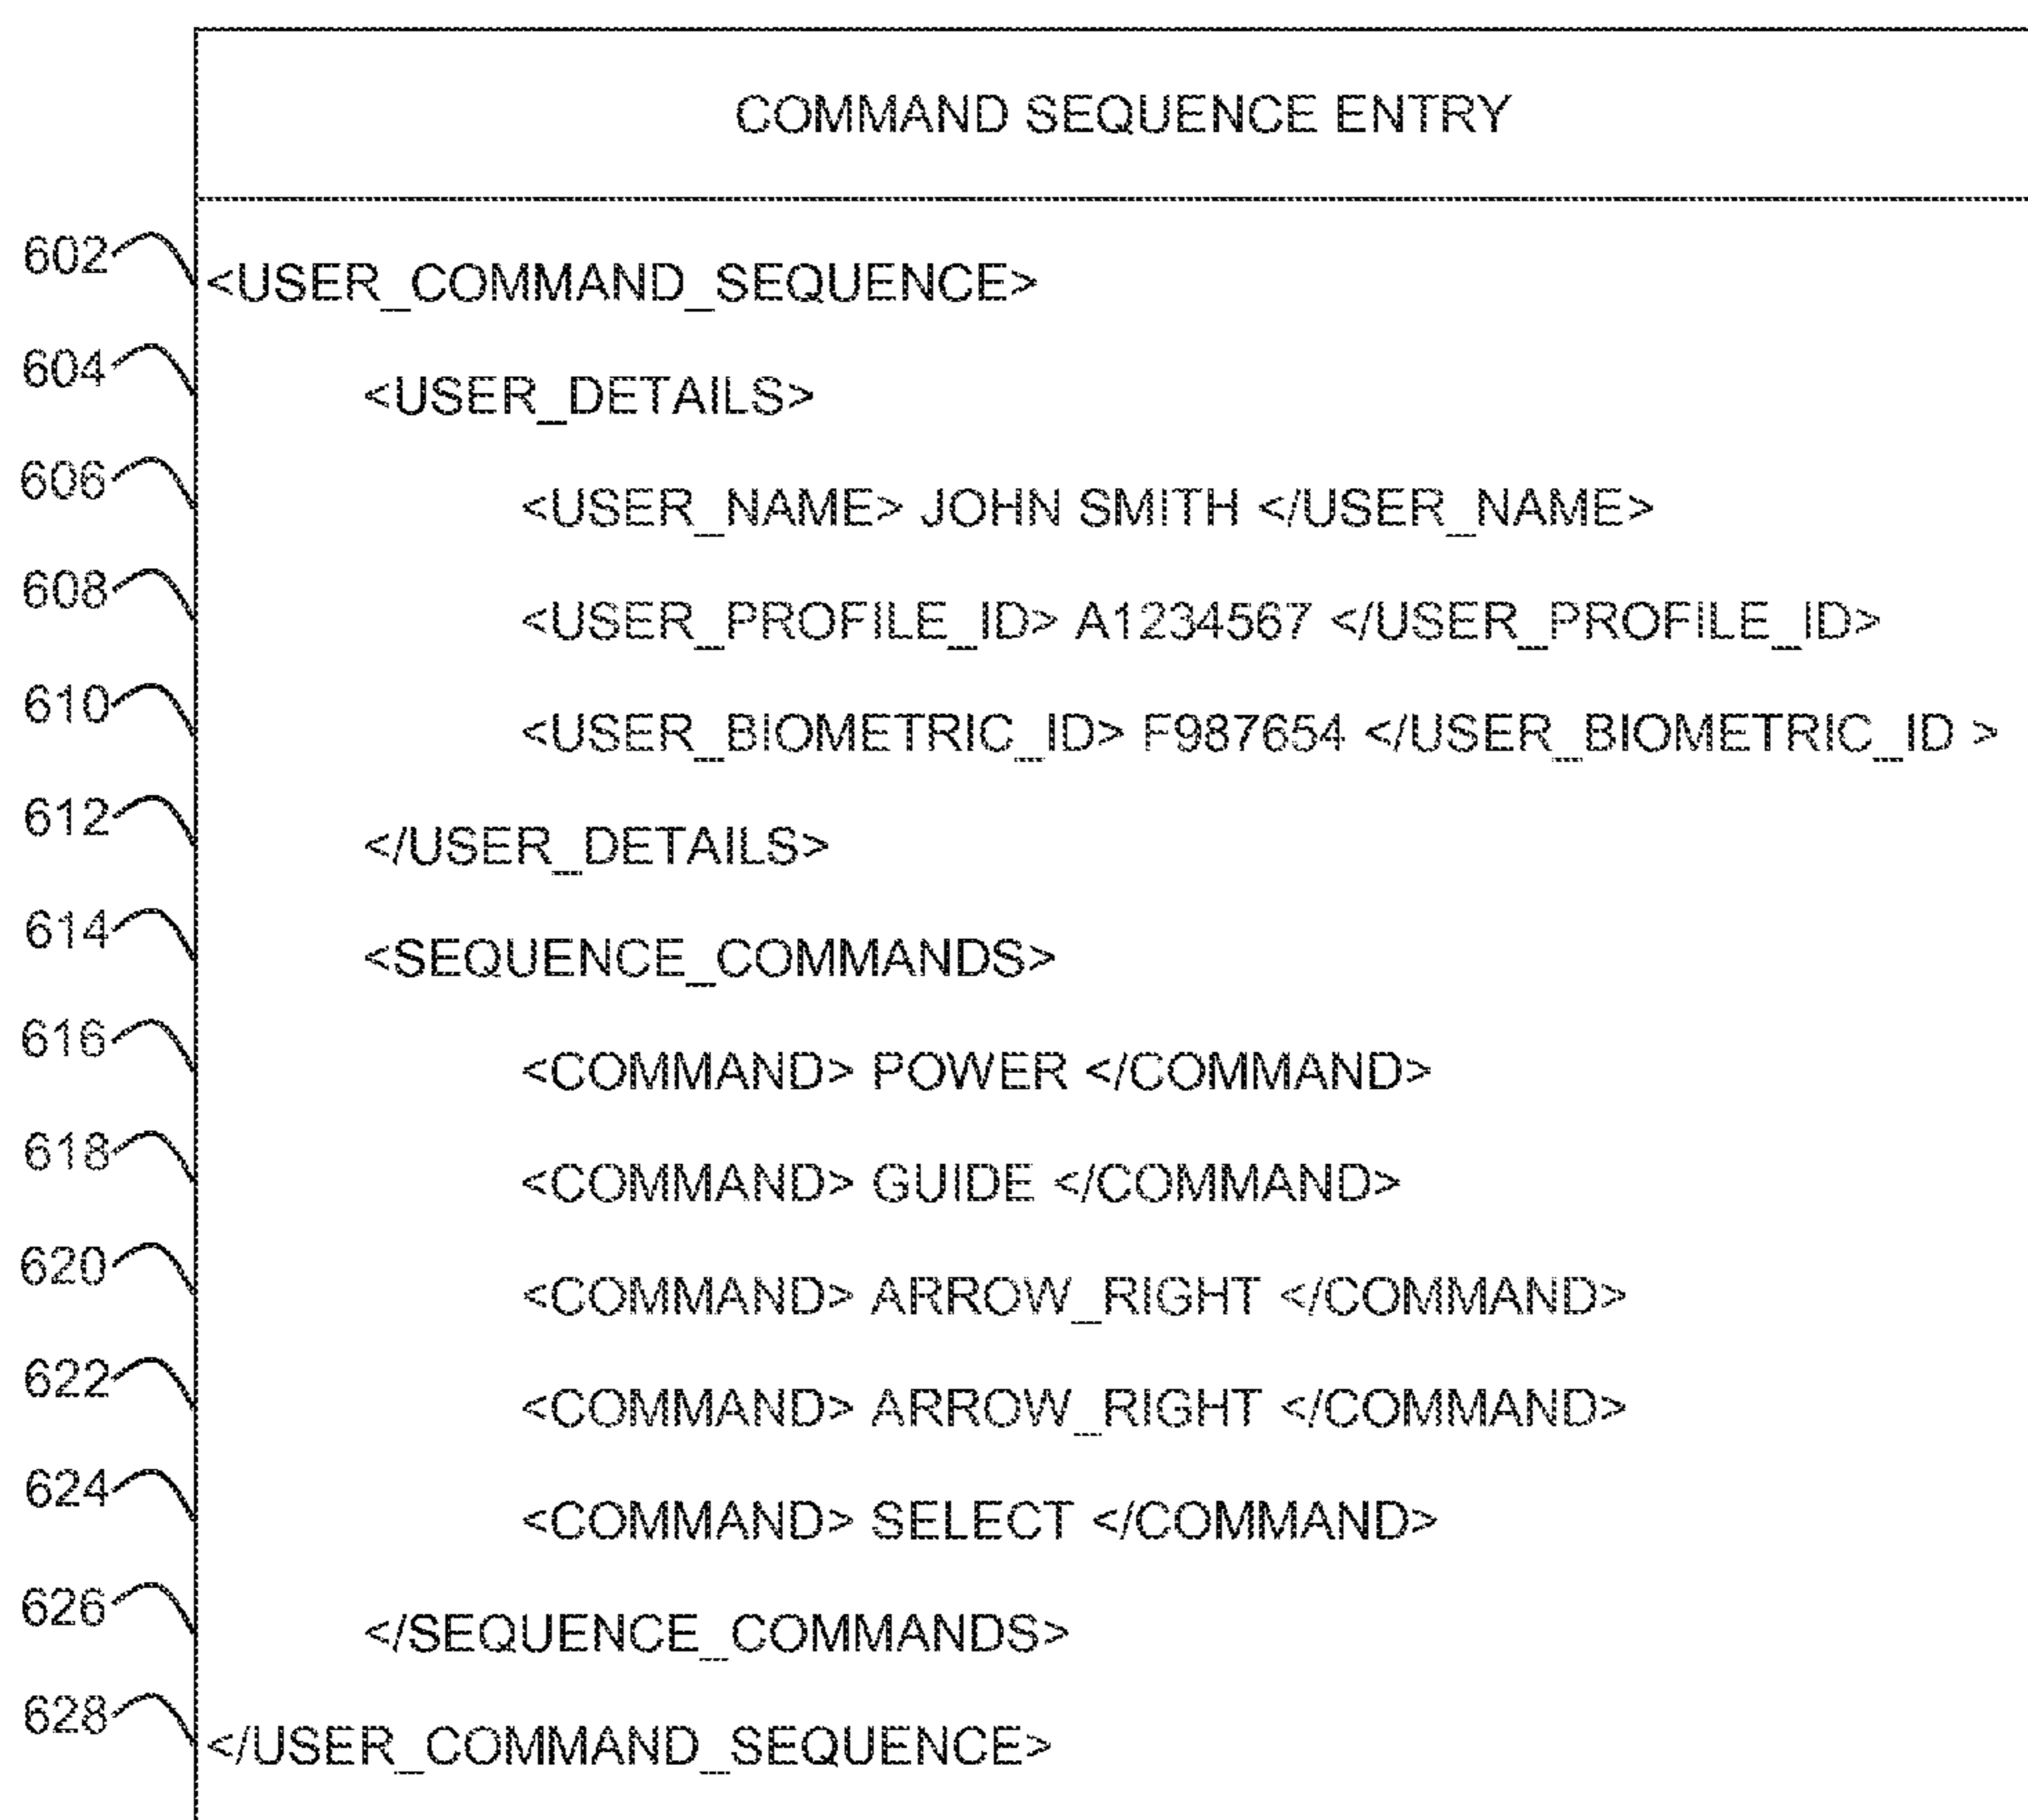 COMMAND SEQUENCE ENTRY
602 <USER_COMMAND_SEQUENCE>
604 <USER_DETAILS>
606 <USER_NAME> JOHN SMITH </USER_NAME>
608 <USER_PROFILE_ID> A1234567 </USER_PROFILE_ID>
610 <USER_BIOMETRIC_ID> F987654 </USER_BIOMETRIC_ID >
612 </USER_DETAILS>
614 <SEQUENCE_COMMANDS>
616 <COMMAND> POWER </COMMAND>
618 <COMMAND> GUIDE </COMMAND>
620 <COMMAND> ARROW_RIGHT </COMMAND>
622 <COMMAND> ARROW_RIGHT </COMMAND>
624 <COMMAND> SELECT </COMMAND>
626 </SEQUENCE_COMMANDS>
628 </USER_COMMAND_SEQUENCE>